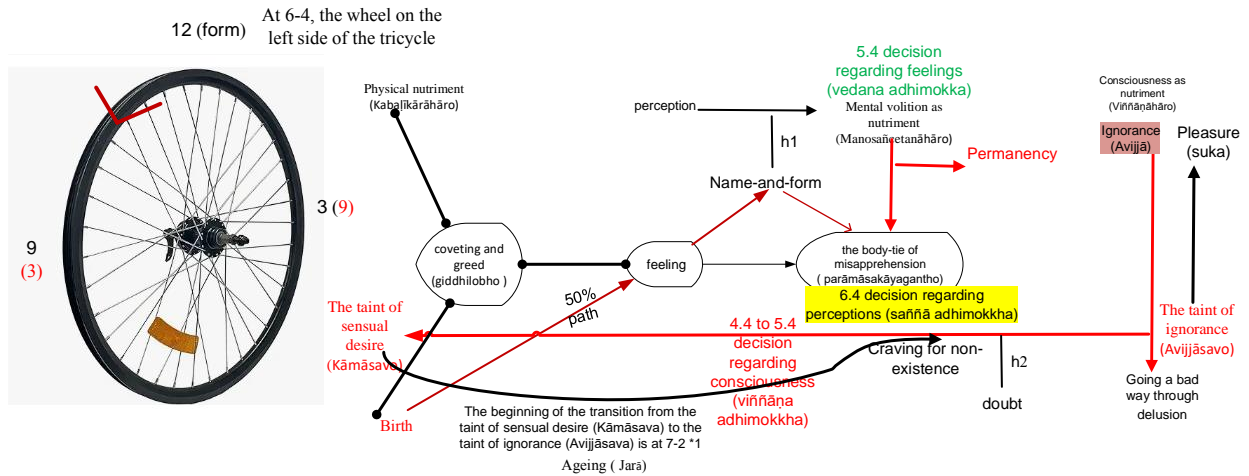 12 (form)
At 6-4, the wheel on the
left side of the tricycle
9
(3)
3 (9)
Physical nutriment
(Kabaḷīkārāhāro)
perception
5.4 decision
regarding feelings
(vedana adhimokka)
Mental volition as
nutriment
(Manosañcetanāhāro)
Consciousness as
nutriment
(Viññāṇāhāro)
Ignorance
(Avijjā)
Pleasure
(suka)
h1
Permanency
Name-and-form
coveting and
greed
(giddhilobho )
feeling
the body-tie of
misapprehension
( parāmāsakāyagantho)
6.4 decision regarding
perceptions (saññā adhimokkha)
50%
path
The taint of
sensual
desire
(Kāmāsavo)
4.4 to 5.4
decision
regarding
consciousness
(viññāṇa
adhimokkha)
Craving for non-
existence
h2
doubt
The taint of
ignorance
(Avijjāsavo)
Going a bad
way through
delusion
Birth
The beginning of the transition from the
taint of sensual desire (Kāmāsava) to the
taint of ignorance (Avijjāsava) is at 7-2 *1
Ageing ( Jarā)